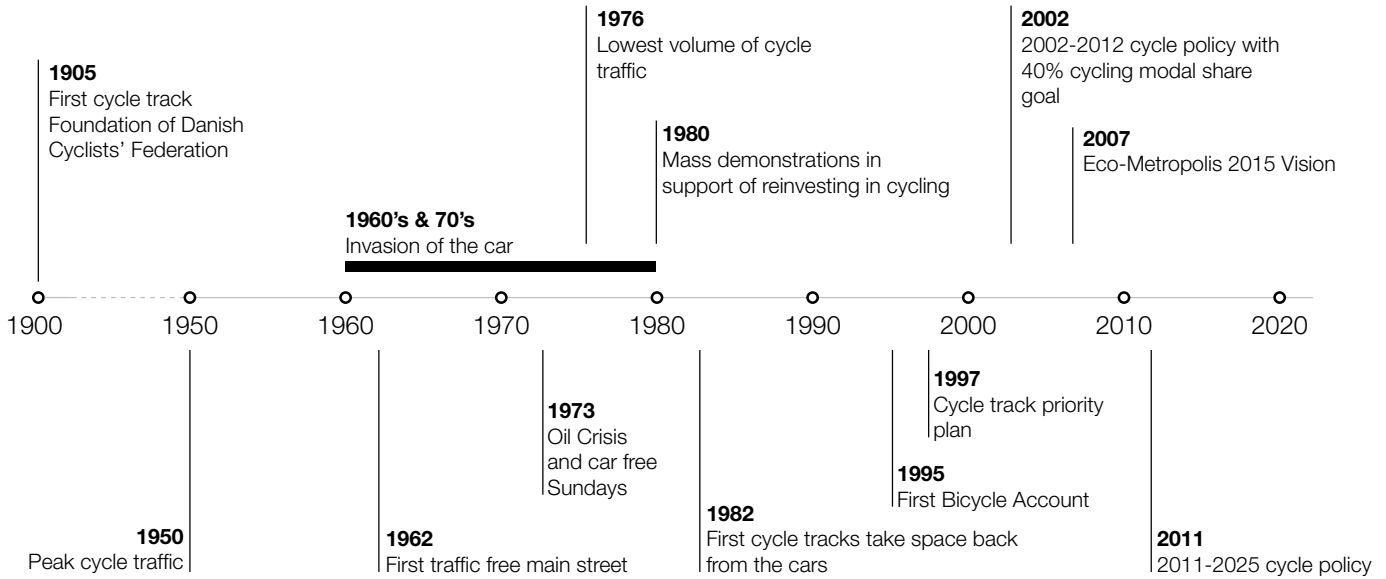 1976
Lowest volume of cycle
traffic
2002
2002-2012 cycle policy with
40% cycling modal share
goal
1905
First cycle track
Foundation of Danish
Cyclists’ Federation
1980
Mass demonstrations in
support of reinvesting in cycling
2007
Eco-Metropolis 2015 Vision
1960’s & 70’s
Invasion of the car
1900 1950 1960 1970 1980 1990 2000 2010 2020
1973
Oil Crisis
and car free
Sundays
1997
Cycle track priority
plan
1995
First Bicycle Account
1950
Peak cycle traffic
1962
First traffic free main street
1982
First cycle tracks take space back
from the cars
2011
2011-2025 cycle policy